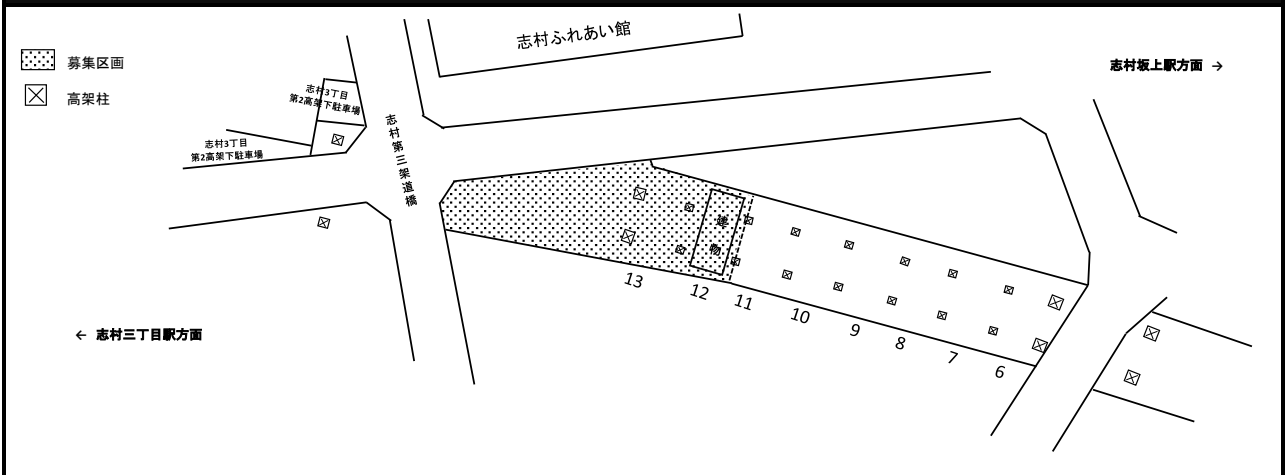 志村ふれあい館
募集区画
高架柱
志村坂上駅方面 →
志村3丁目
第2高架下駐車場
志村3丁目
第2高架下駐車場
志村第三架道橋
建物
← 志村三丁目駅方面
13
12
11
10
9
8
7
6